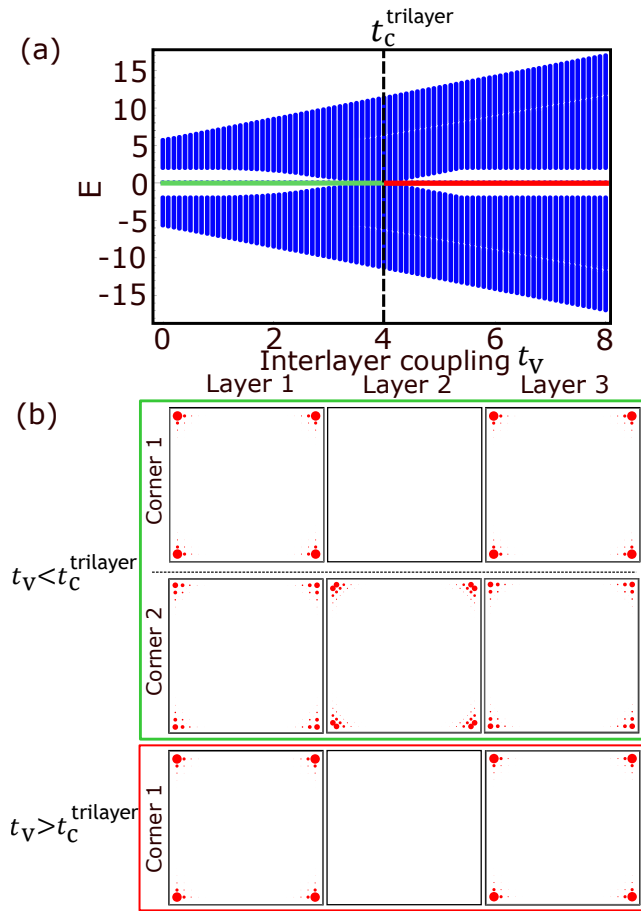 t_c^trilayer
(a)
15
10
5
0
-5
-10
-15
E
0 2 4 6 8
Interlayer coupling t_v
(b)
Layer 1 Layer 2 Layer 3
Corner 1
t_v<t_c^trilayer
Corner 2
t_v>t_c^trilayer
Corner 1